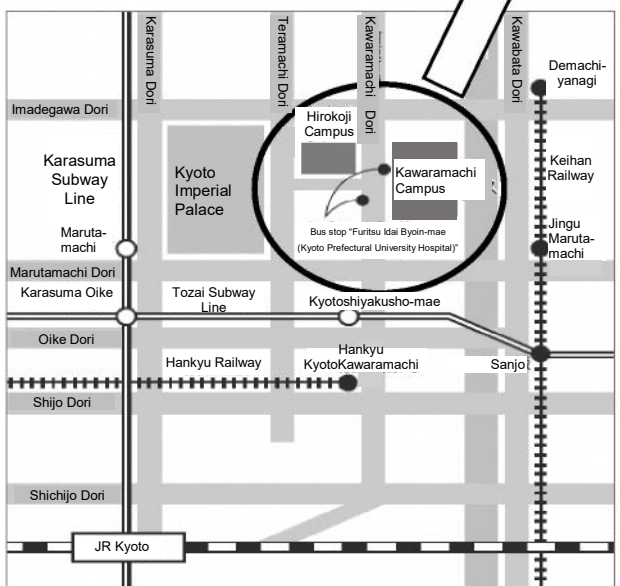 Karasuma Dori
Teramachi Dori
Kawaramachi Dori
Kawabata Dori
Demachi-
yanagi
Imadegawa Dori
Hirokoji
Campus
Karasuma
Subway
Line
Kyoto
Imperial
Palace
Kawaramachi
Campus
Keihan
Railway
Bus stop "Furitsu Idai Byoin-mae
(Kyoto Prefectural University Hospital)"
Maruta-
machi
Jingu
Maruta-
machi
Marutamachi Dori
Karasuma Oike
Tozai Subway
Line
Kyotoshiyakusho-mae
Oike Dori
Hankyu Railway
Hankyu
KyotoKawaramachi
Sanjo
Shijo Dori
Shichijo Dori
JR Kyoto